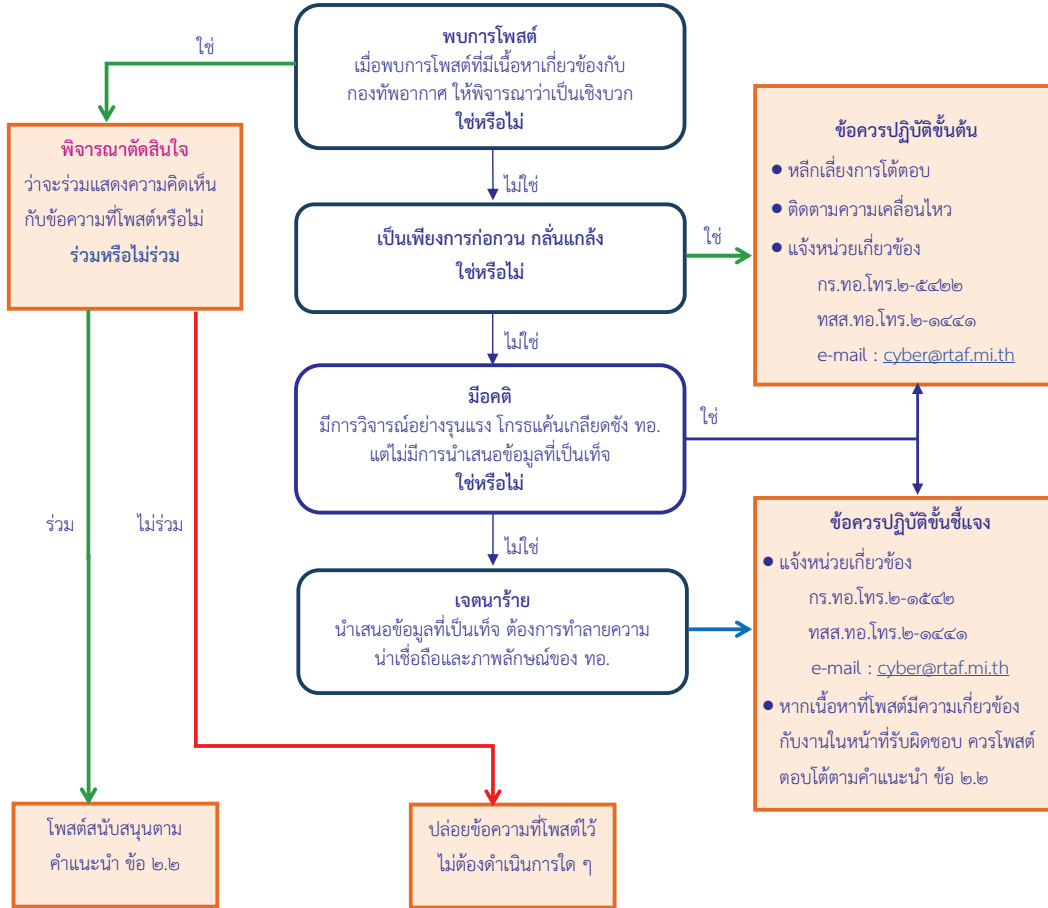 พบการโพสต์
เมื่อพบการโพสต์ที่มีเนื้อหาเกี่ยวข้องกับ
กองทัพอากาศ ให้พิจารณาว่าเป็นเชิงบวก
ใช่หรือไม่
ใช่
พิจารณาตัดสินใจ
ว่าจะร่วมแสดงความคิดเห็น
กับข้อความที่โพสต์หรือไม่
ร่วมหรือไม่ร่วม
ไม่ใช่
เป็นเพียงการก่อกวน กลั่นแกล้ง
ใช่หรือไม่
ใช่
ข้อควรปฏิบัติขั้นต้น
● หลีกเลี่ยงการโต้ตอบ
● ติดตามความเคลื่อนไหว
● แจ้งหน่วยเกี่ยวข้อง
กร.ทอ.โทร.๒-๕๔๒๒
ทสส.ทอ.โทร.๒-๑๔๔๑
e-mail : cyber@rtaf.mi.th
ไม่ใช่
มีอคติ
มีการวิจารณ์อย่างรุนแรง โกรธแค้นเกลียดชัง ทอ.
แต่ไม่มีการนำเสนอข้อมูลที่เป็นเท็จ
ใช่หรือไม่
ใช่
ไม่ใช่
เจตนาร้าย
นำเสนอข้อมูลที่เป็นเท็จ ต้องการทำลายความ
น่าเชื่อถือและภาพลักษณ์ของ ทอ.
ข้อควรปฏิบัติขั้นชี้แจง
● แจ้งหน่วยเกี่ยวข้อง
กร.ทอ.โทร.๒-๑๕๔๒
ทสส.ทอ.โทร.๒-๑๔๔๑
e-mail : cyber@rtaf.mi.th
● หากเนื้อหาที่โพสต์มีความเกี่ยวข้อง
กับงานในหน้าที่รับผิดชอบ ควรโพสต์
ตอบโต้ตามคำแนะนำ ข้อ ๒.๒
ร่วม
ไม่ร่วม
โพสต์สนับสนุนตาม
คำแนะนำ ข้อ ๒.๒
ปล่อยข้อความที่โพสต์ไว้
ไม่ต้องดำเนินการใด ๆ